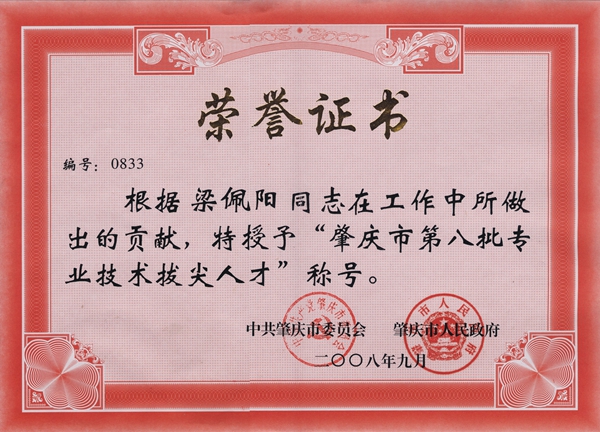 荣誉证书
编号：0833
根据梁佩阳同志在工作中所做
出的贡献，特授予“肇庆市第八批专
业技术拔尖人才”称号。
中共肇庆市委员会 肇庆市人民政府
二〇〇八年九月